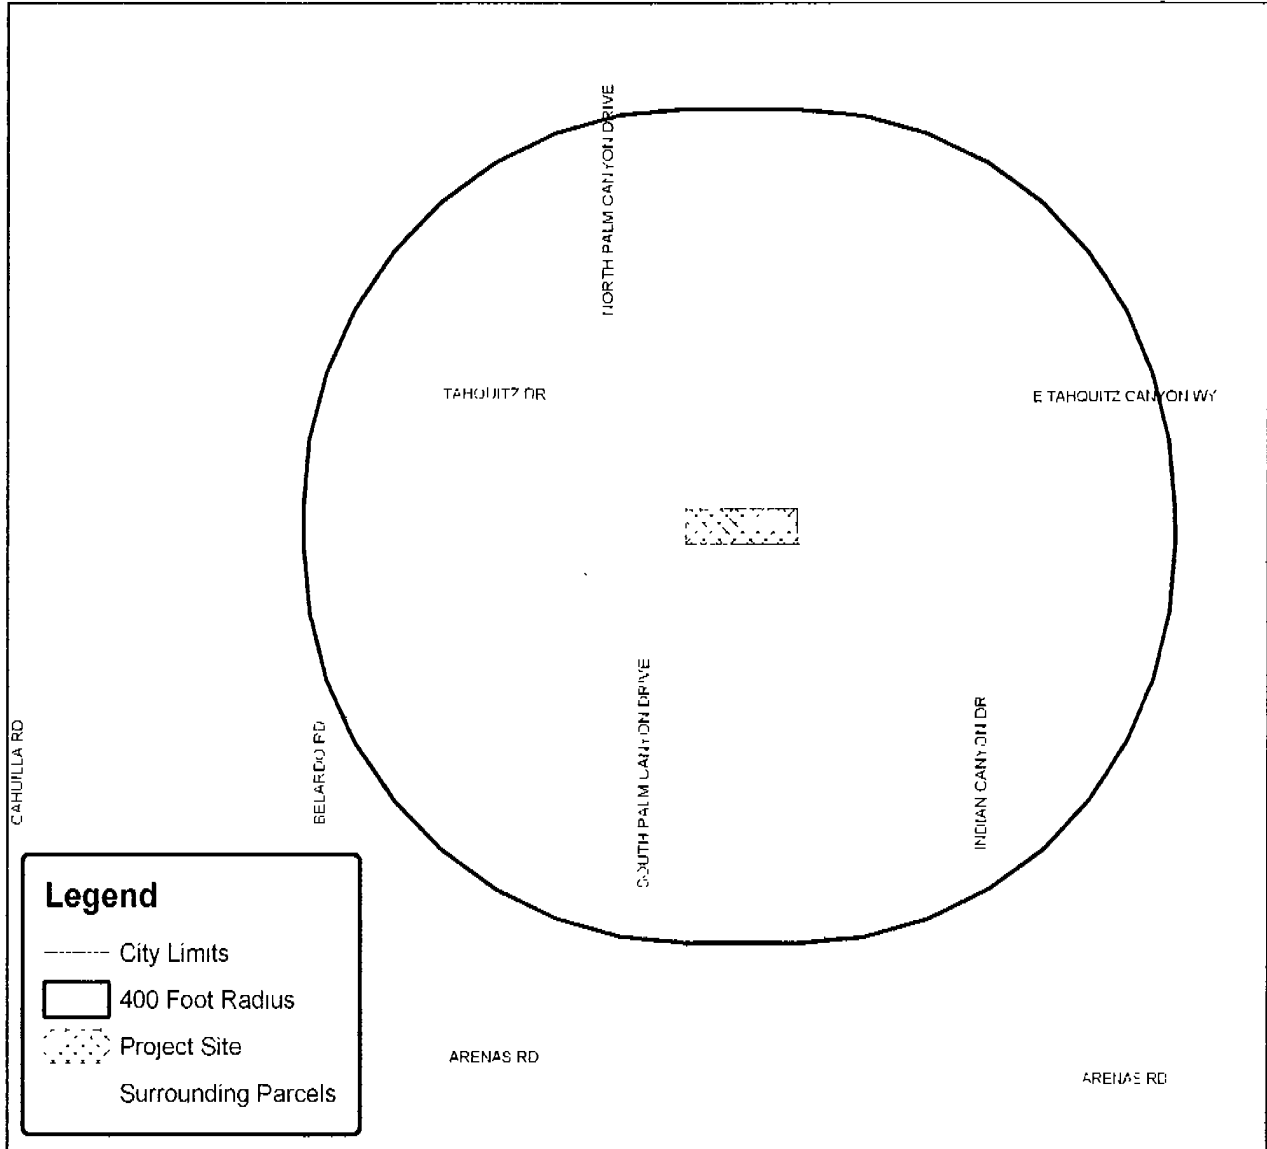 NORTH PALM CANYON DRIVE
TAHQUITZ DR
E TAHQUITZ CANYON WY
SOUTH PALM CANYON DRIVE
INDIAN CANYON DR
CAHUILLA RD
BELARDO RD
Legend
City Limits
400 Foot Radius
Project Site
Surrounding Parcels
ARENAS RD
ARENAS RD